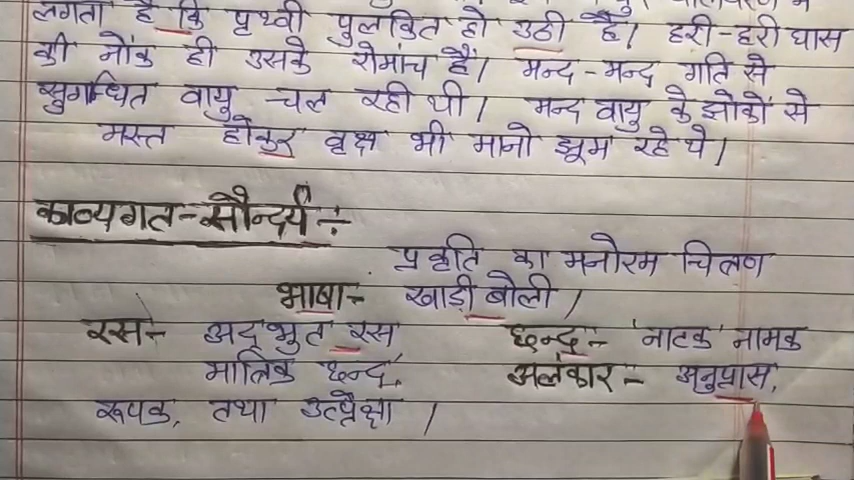 लगता है कि पृथ्वी पुलकित हो उठी है। हरी-हरी घास
की नोंक ही उसके रोमांच हैं। मन्द-मन्द गति से
सुगन्धित वायु चल रही थी। मन्द वायु के झोकों से
मस्त होकर वृक्ष भी मानो झूम रहे थे।
काव्यगत-सौन्दर्य ÷
प्रकृति का मनोरम चित्रण
भाषा- खड़ी बोली।
रस- अद्भुत रस छन्द- 'नाटक' नामक
मात्रिक छन्द, अलंकार- अनुप्रास,
रूपक, तथा उत्प्रेक्षा।